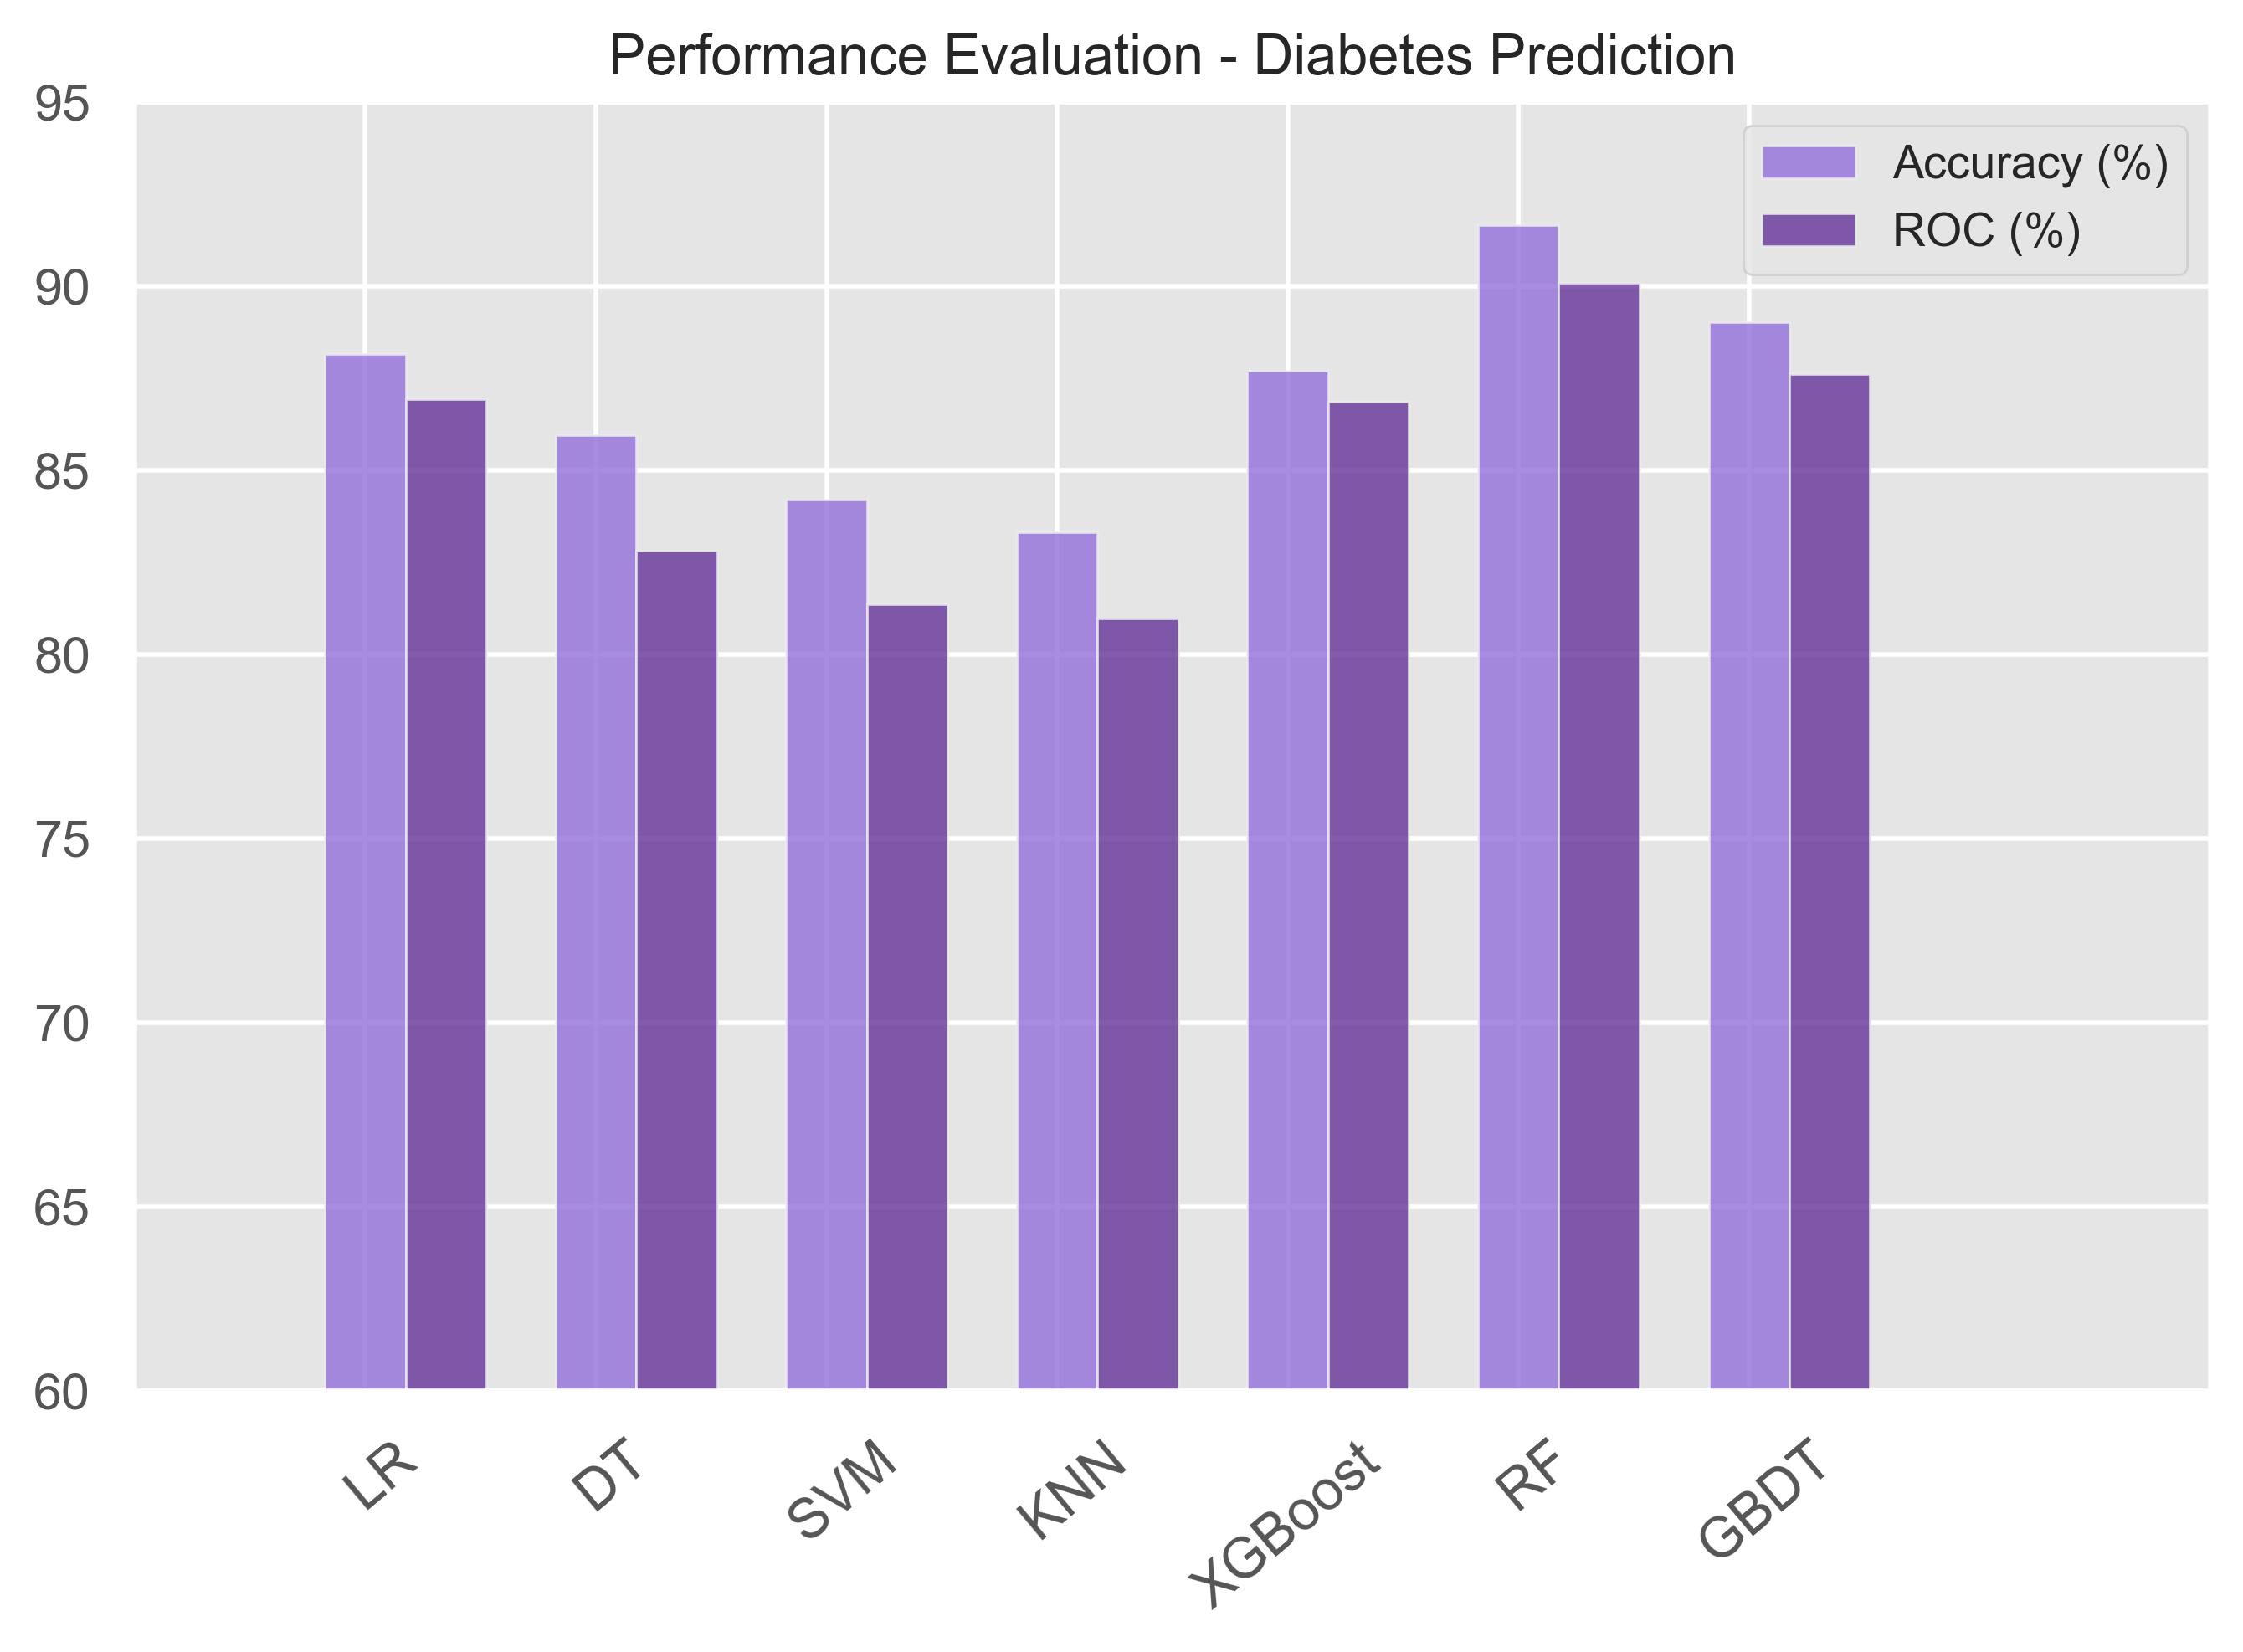 Performance Evaluation - Diabetes Prediction
95
90
85
80
75
70
65
60
Accuracy (%)
ROC (%)
LR
DT
SVM
KNN
XGBoost
RF
GBDT